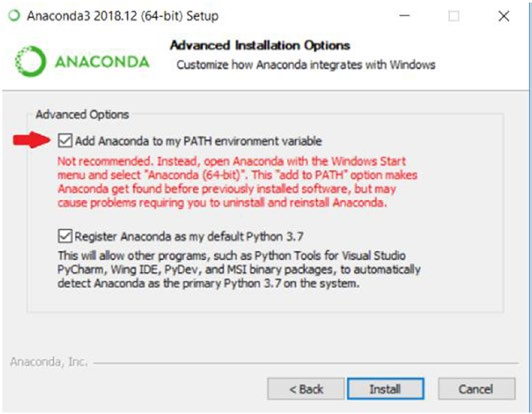 Anaconda3 2018.12 (64-bit) Setup
Advanced Installation Options
ANACONDA
Customize how Anaconda integrates with Windows
Advanced Options
Add Anaconda to my PATH environment variable
Not recommended. Instead, open Anaconda with the Windows Start
menu and select "Anaconda (64-bit)". This "add to PATH" option makes
Anaconda get found before previously installed software, but may
cause problems requiring you to uninstall and reinstall Anaconda.
Register Anaconda as my default Python 3.7
This will allow other programs, such as Python Tools for Visual Studio
PyCharm, Wing IDE, PyDev, and MSI binary packages, to automatically
detect Anaconda as the primary Python 3.7 on the system.
Anaconda, Inc.
< Back
Install
Cancel